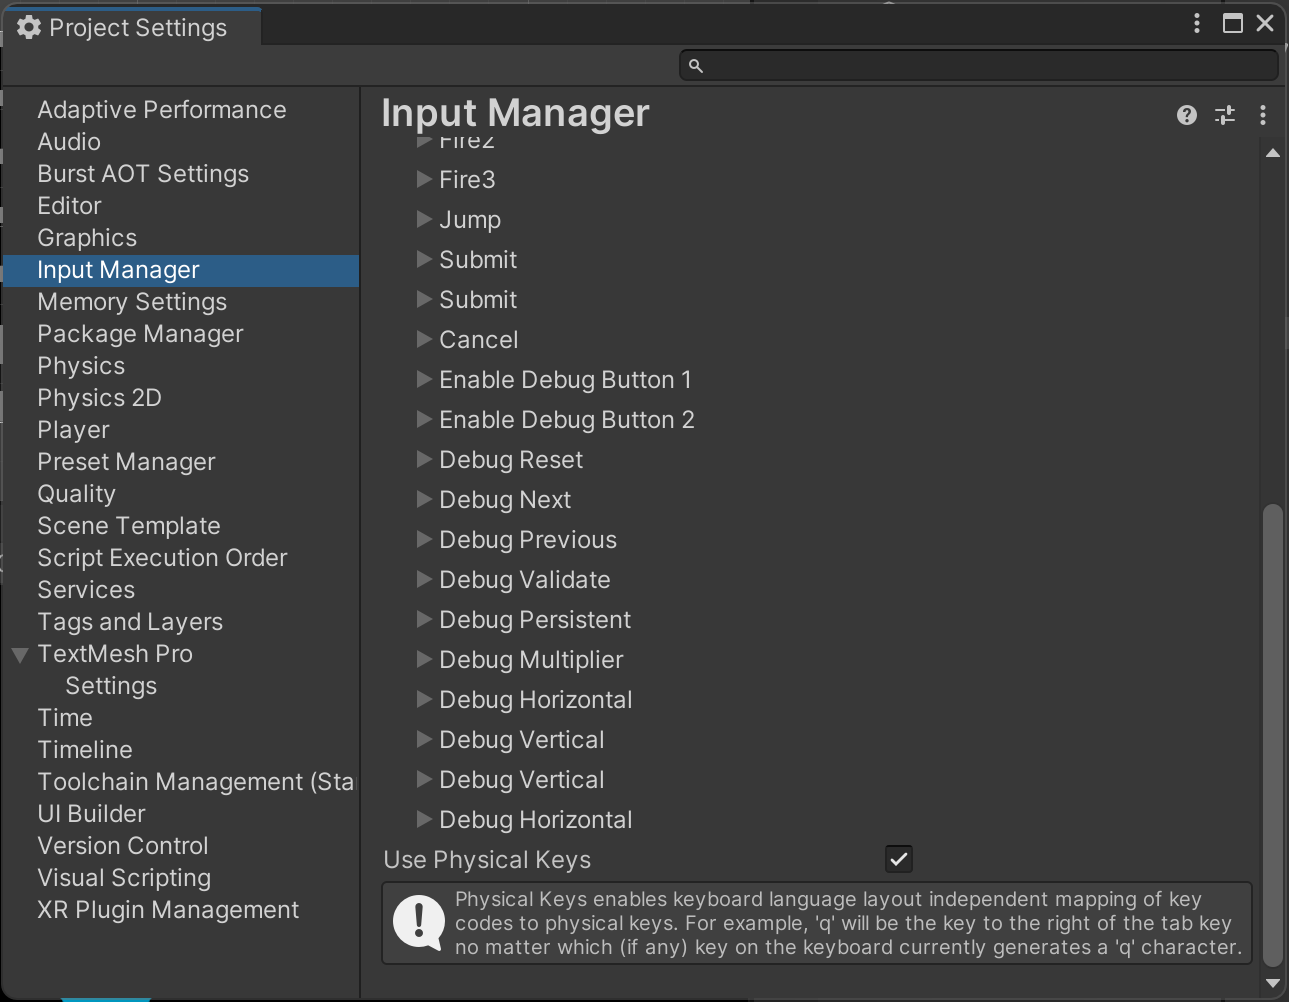 Project Settings
Adaptive Performance
Audio
Burst AOT Settings
Editor
Graphics
Input Manager
Memory Settings
Package Manager
Physics
Physics 2D
Player
Preset Manager
Quality
Scene Template
Script Execution Order
Services
Tags and Layers
TextMesh Pro
Settings
Time
Timeline
Toolchain Management (Sta
UI Builder
Version Control
Visual Scripting
XR Plugin Management
Input Manager
Fire2
Fire3
Jump
Submit
Submit
Cancel
Enable Debug Button 1
Enable Debug Button 2
Debug Reset
Debug Next
Debug Previous
Debug Validate
Debug Persistent
Debug Multiplier
Debug Horizontal
Debug Vertical
Debug Vertical
Debug Horizontal
Use Physical Keys
Physical Keys enables keyboard language layout independent mapping of key
codes to physical keys. For example, 'q' will be the key to the right of the tab key
no matter which (if any) key on the keyboard currently generates a 'q' character.